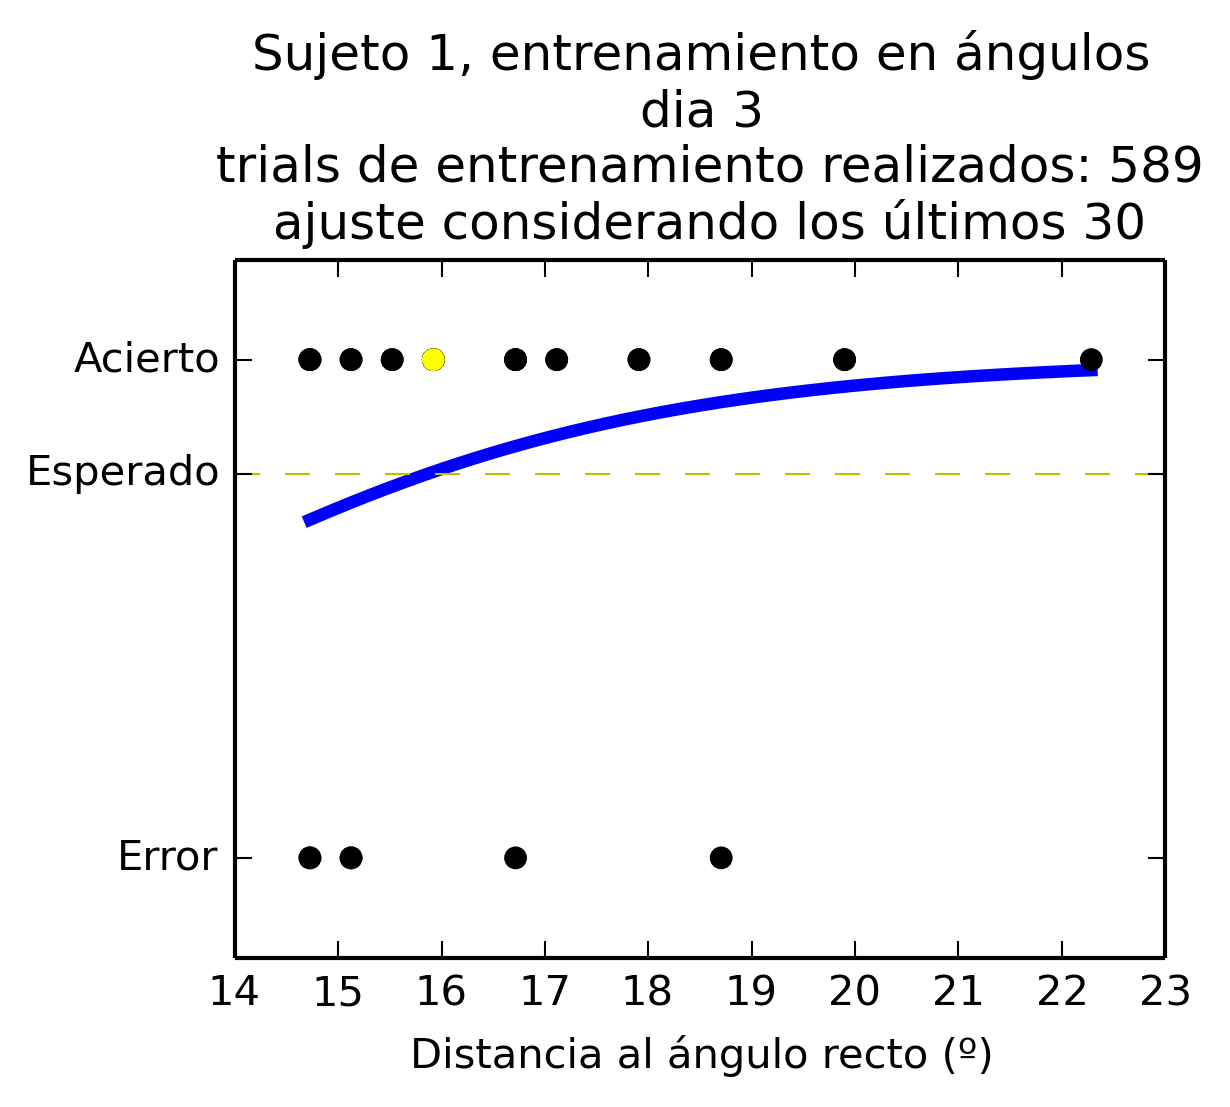 Sujeto 1, entrenamiento en ángulos
dia 3
trials de entrenamiento realizados: 589
ajuste considerando los últimos 30
Acierto
Esperado
Error
14 15 16 17 18 19 20 21 22 23
Distancia al ángulo recto (º)